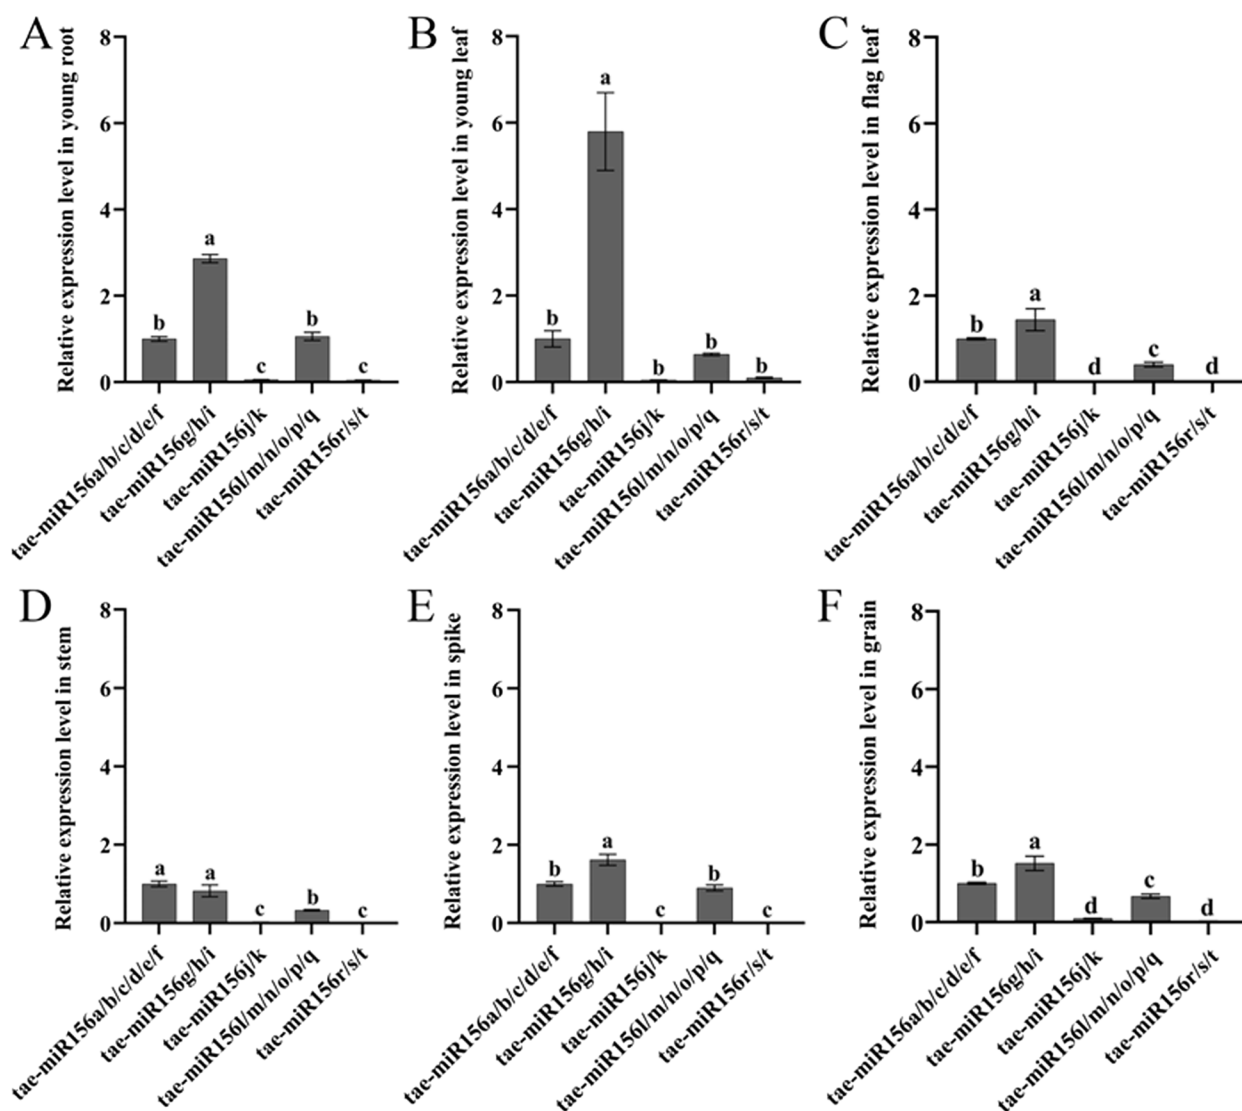 A
Relative expression level in young root
8
6
4
2
0
b
a
c
b
c
tae-miR156a/b/c/d/e/f
tae-miR156g/h/i
tae-miR156j/k
tae-miR156l/m/n/o/p/q
tae-miR156r/s/t
B
Relative expression level in young leaf
8
6
4
2
0
b
a
b
b
b
tae-miR156a/b/c/d/e/f
tae-miR156g/h/i
tae-miR156j/k
tae-miR156l/m/n/o/p/q
tae-miR156r/s/t
C
Relative expression level in flag leaf
8
6
4
2
0
b
a
d
c
d
tae-miR156a/b/c/d/e/f
tae-miR156g/h/i
tae-miR156j/k
tae-miR156l/m/n/o/p/q
tae-miR156r/s/t
D
Relative expression level in stem
8
6
4
2
0
a
a
c
b
c
tae-miR156a/b/c/d/e/f
tae-miR156g/h/i
tae-miR156j/k
tae-miR156l/m/n/o/p/q
tae-miR156r/s/t
E
Relative expression level in spike
8
6
4
2
0
b
a
c
b
c
tae-miR156a/b/c/d/e/f
tae-miR156g/h/i
tae-miR156j/k
tae-miR156l/m/n/o/p/q
tae-miR156r/s/t
F
Relative expression level in grain
8
6
4
2
0
b
a
d
c
d
tae-miR156a/b/c/d/e/f
tae-miR156g/h/i
tae-miR156j/k
tae-miR156l/m/n/o/p/q
tae-miR156r/s/t